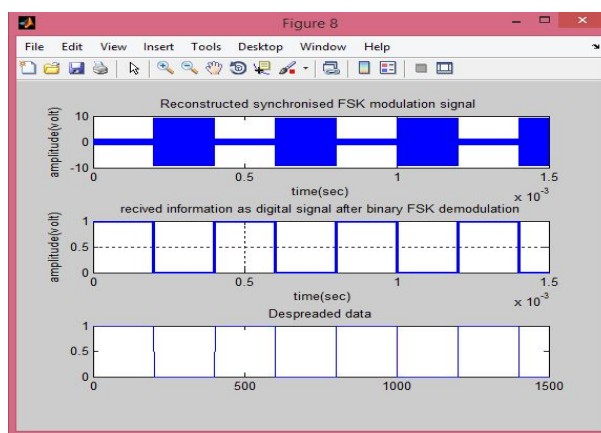 Figure 8
File Edit View Insert Tools Desktop Window Help
Reconstructed synchronised FSK modulation signal
amplitude(volt)
10
0
-10
0 0.5 1 1.5
time(sec)
x 10⁻³
recived information as digital signal after binary FSK demodulation
amplitude(volt)
1
0.5
0
0 0.5 1 1.5
time(sec)
x 10⁻³
Despreaded data
1
0.5
0
0 500 1000 1500